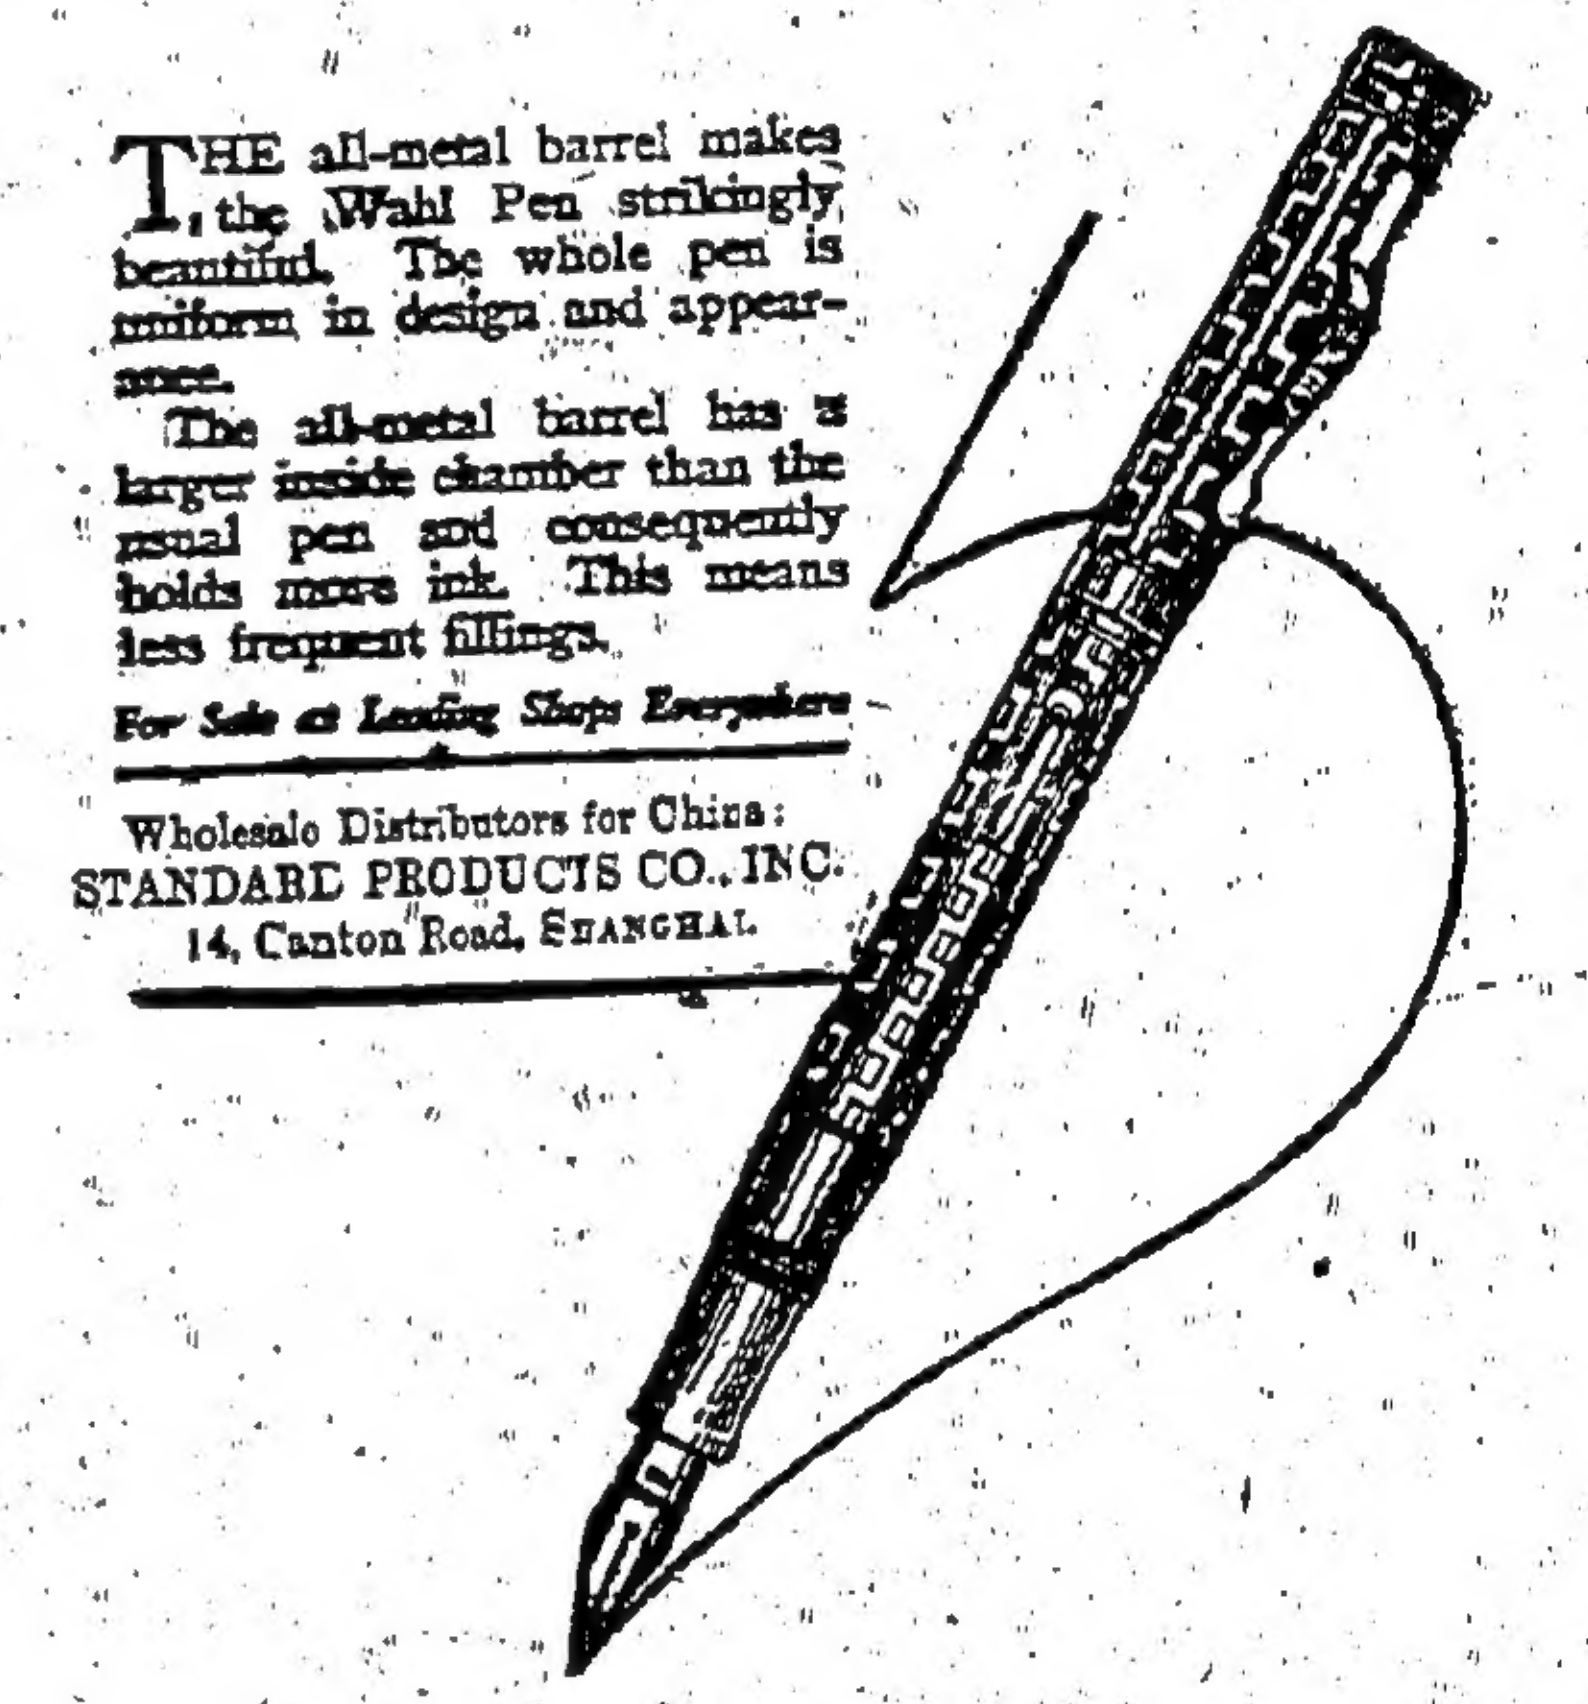 THE all-metal barrel makes
the Wahl Pen strikingly
beautiful. The whole pen is
uniform in design and appear-
ance.
The all-metal barrel has a
larger inside chamber than the
usual pen and consequently
holds more ink. This means
less frequent fillings.
For Sale at Leading Shops Everywhere
Wholesale Distributors for China:
STANDARD PRODUCTS CO., INC.
14, Canton Road, SHANGHAI.